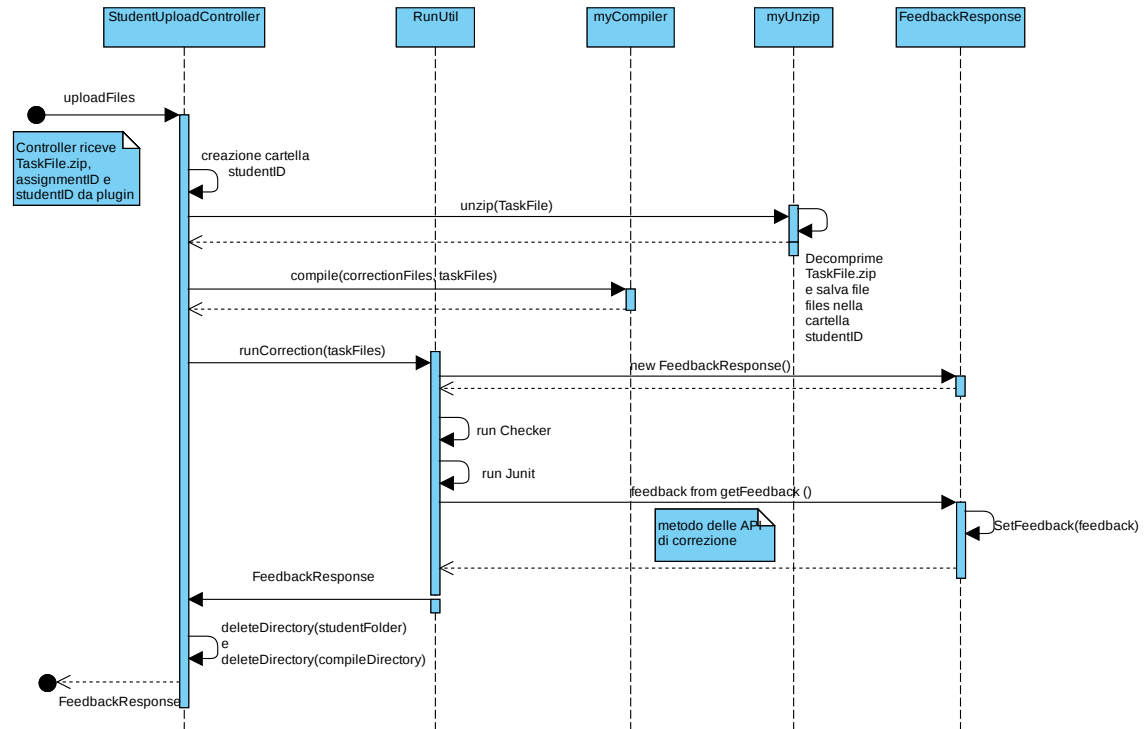 StudentUploadController
RunUtil
myCompiler
myUnzip
FeedbackResponse
uploadFiles
Controller riceve
TaskFile.zip,
assignmentID e
studentID da plugin
creazione cartella
studentID
unzip(TaskFile)
Decomprime
TaskFile.zip
e salva file
files nella
cartella
studentID
compile(correctionFiles, taskFiles)
runCorrection(taskFiles)
new FeedbackResponse()
run Checker
run Junit
feedback from getFeedback ()
metodo delle API
di correzione
SetFeedback(feedback)
FeedbackResponse
deleteDirectory(studentFolder)
e
deleteDirectory(compileDirectory)
FeedbackResponse